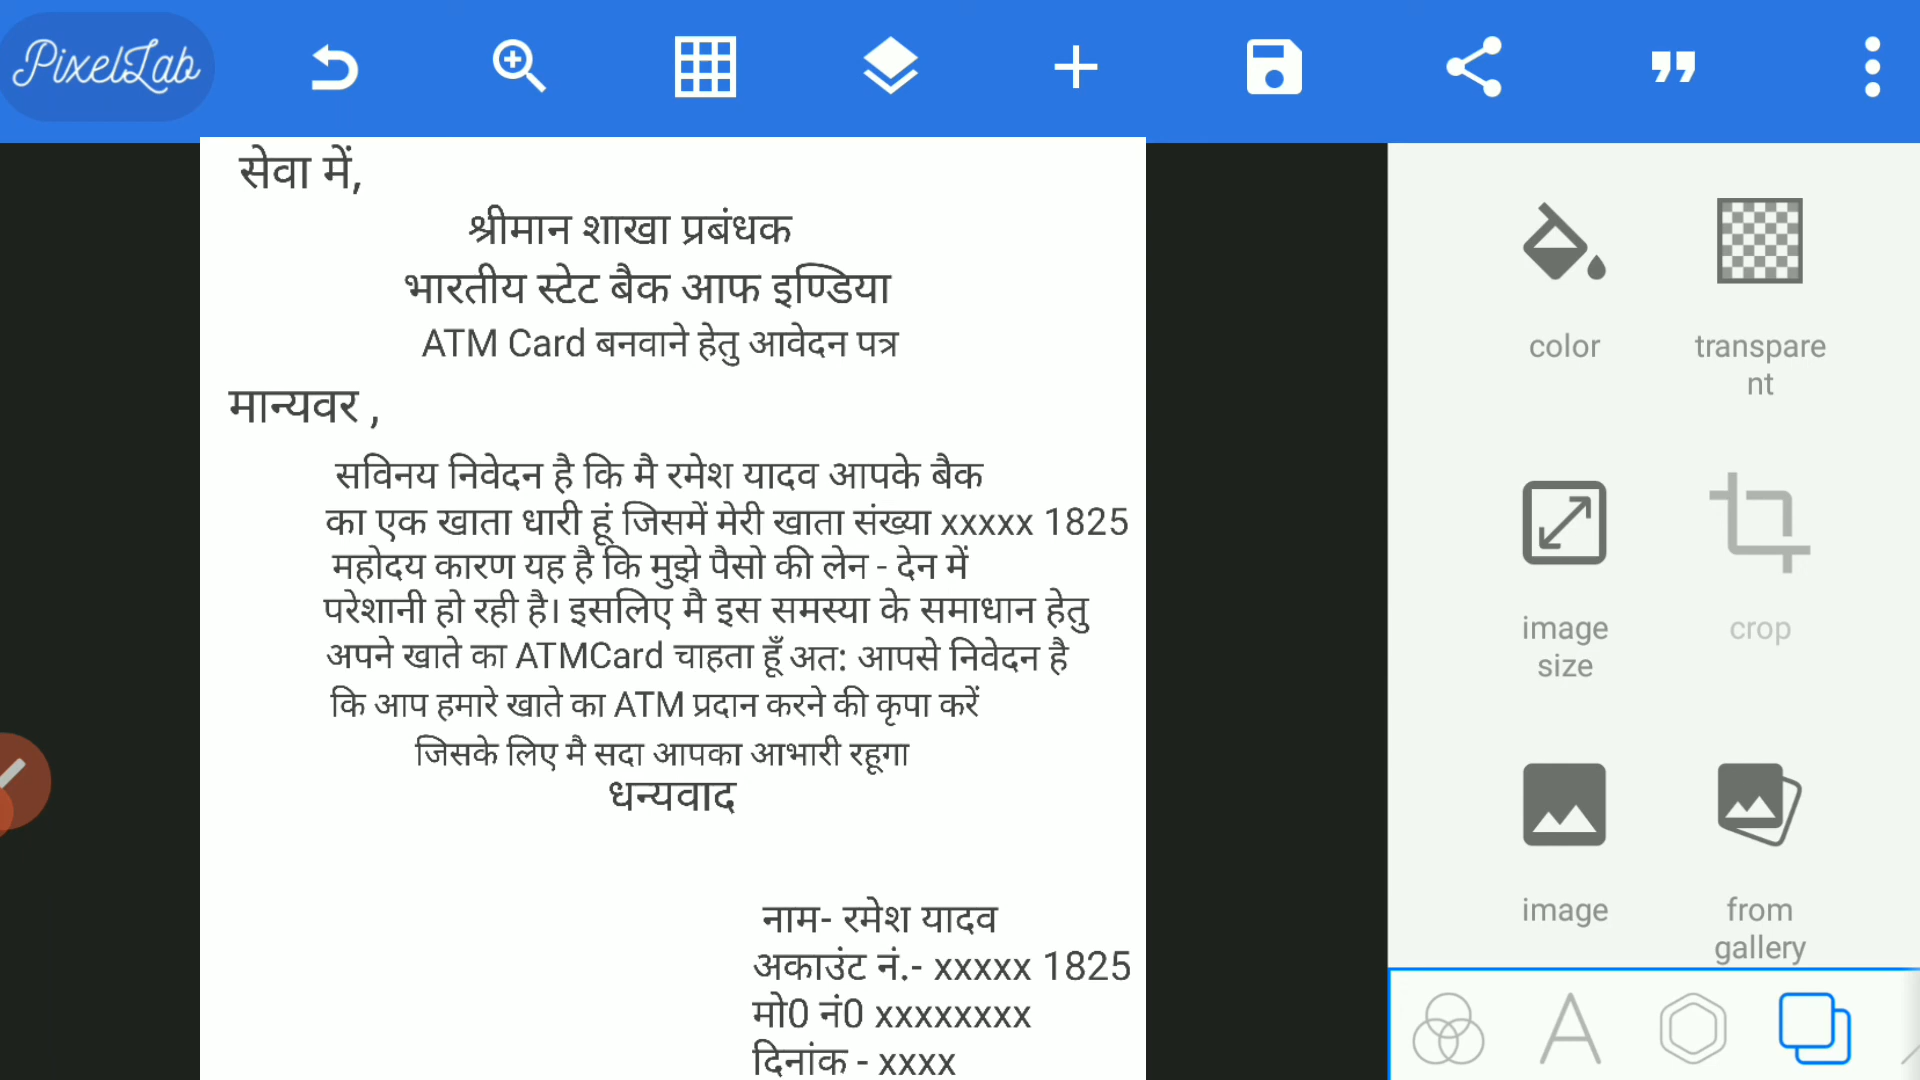 PixelLab
सेवा में,
श्रीमान शाखा प्रबंधक
भारतीय स्टेट बैक आफ इण्डिया
ATM Card बनवाने हेतु आवेदन पत्र
मान्यवर ,
सविनय निवेदन है कि मै रमेश यादव आपके बैक
का एक खाता धारी हूं जिसमें मेरी खाता संख्या xxxxx 1825
महोदय कारण यह है कि मुझे पैसो की लेन - देन में
परेशानी हो रही है। इसलिए मै इस समस्या के समाधान हेतु
अपने खाते का ATMCard चाहता हूँ अत: आपसे निवेदन है
कि आप हमारे खाते का ATM प्रदान करने की कृपा करें
जिसके लिए मै सदा आपका आभारी रहूगा
धन्यवाद
नाम- रमेश यादव
अकाउंट नं.- xxxxx 1825
मो0 नं0 xxxxxxxx
दिनांक - xxxx
color
transpare
nt
image
size
crop
image
from
gallery